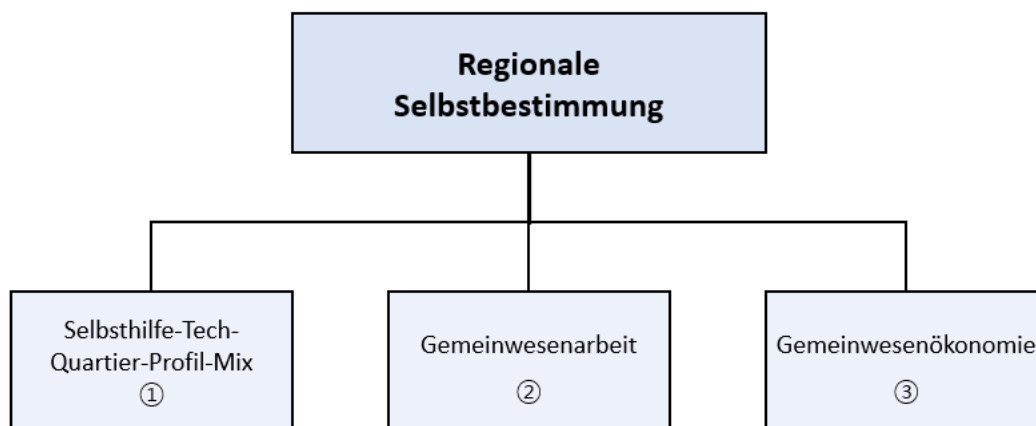 Regionale
Selbstbestimmung
Selbsthilfe-Tech-
Quartier-Profil-Mix
①
Gemeinwesenarbeit
②
Gemeinwesenökonomie
③